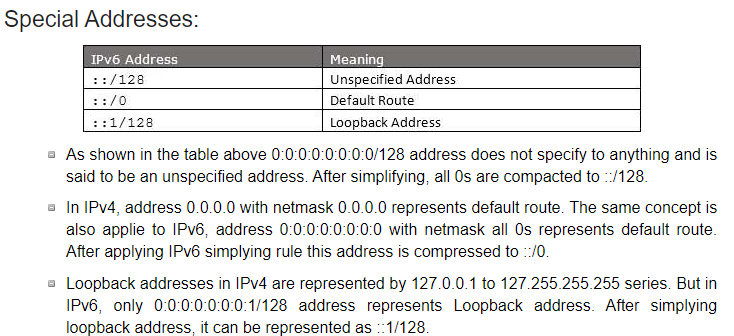 Special Addresses:
IPv6 Address Meaning
::/128 Unspecified Address
::/0 Default Route
::1/128 Loopback Address
As shown in the table above 0:0:0:0:0:0:0:0/128 address does not specify to anything and is
said to be an unspecified address. After simplifying, all 0s are compacted to ::/128.
In IPv4, address 0.0.0.0 with netmask 0.0.0.0 represents default route. The same concept is
also applie to IPv6, address 0:0:0:0:0:0:0:0 with netmask all 0s represents default route.
After applying IPv6 simplying rule this address is compressed to ::/0.
Loopback addresses in IPv4 are represented by 127.0.0.1 to 127.255.255.255 series. But in
IPv6, only 0:0:0:0:0:0:0:1/128 address represents Loopback address. After simplying
loopback address, it can be represented as ::1/128.